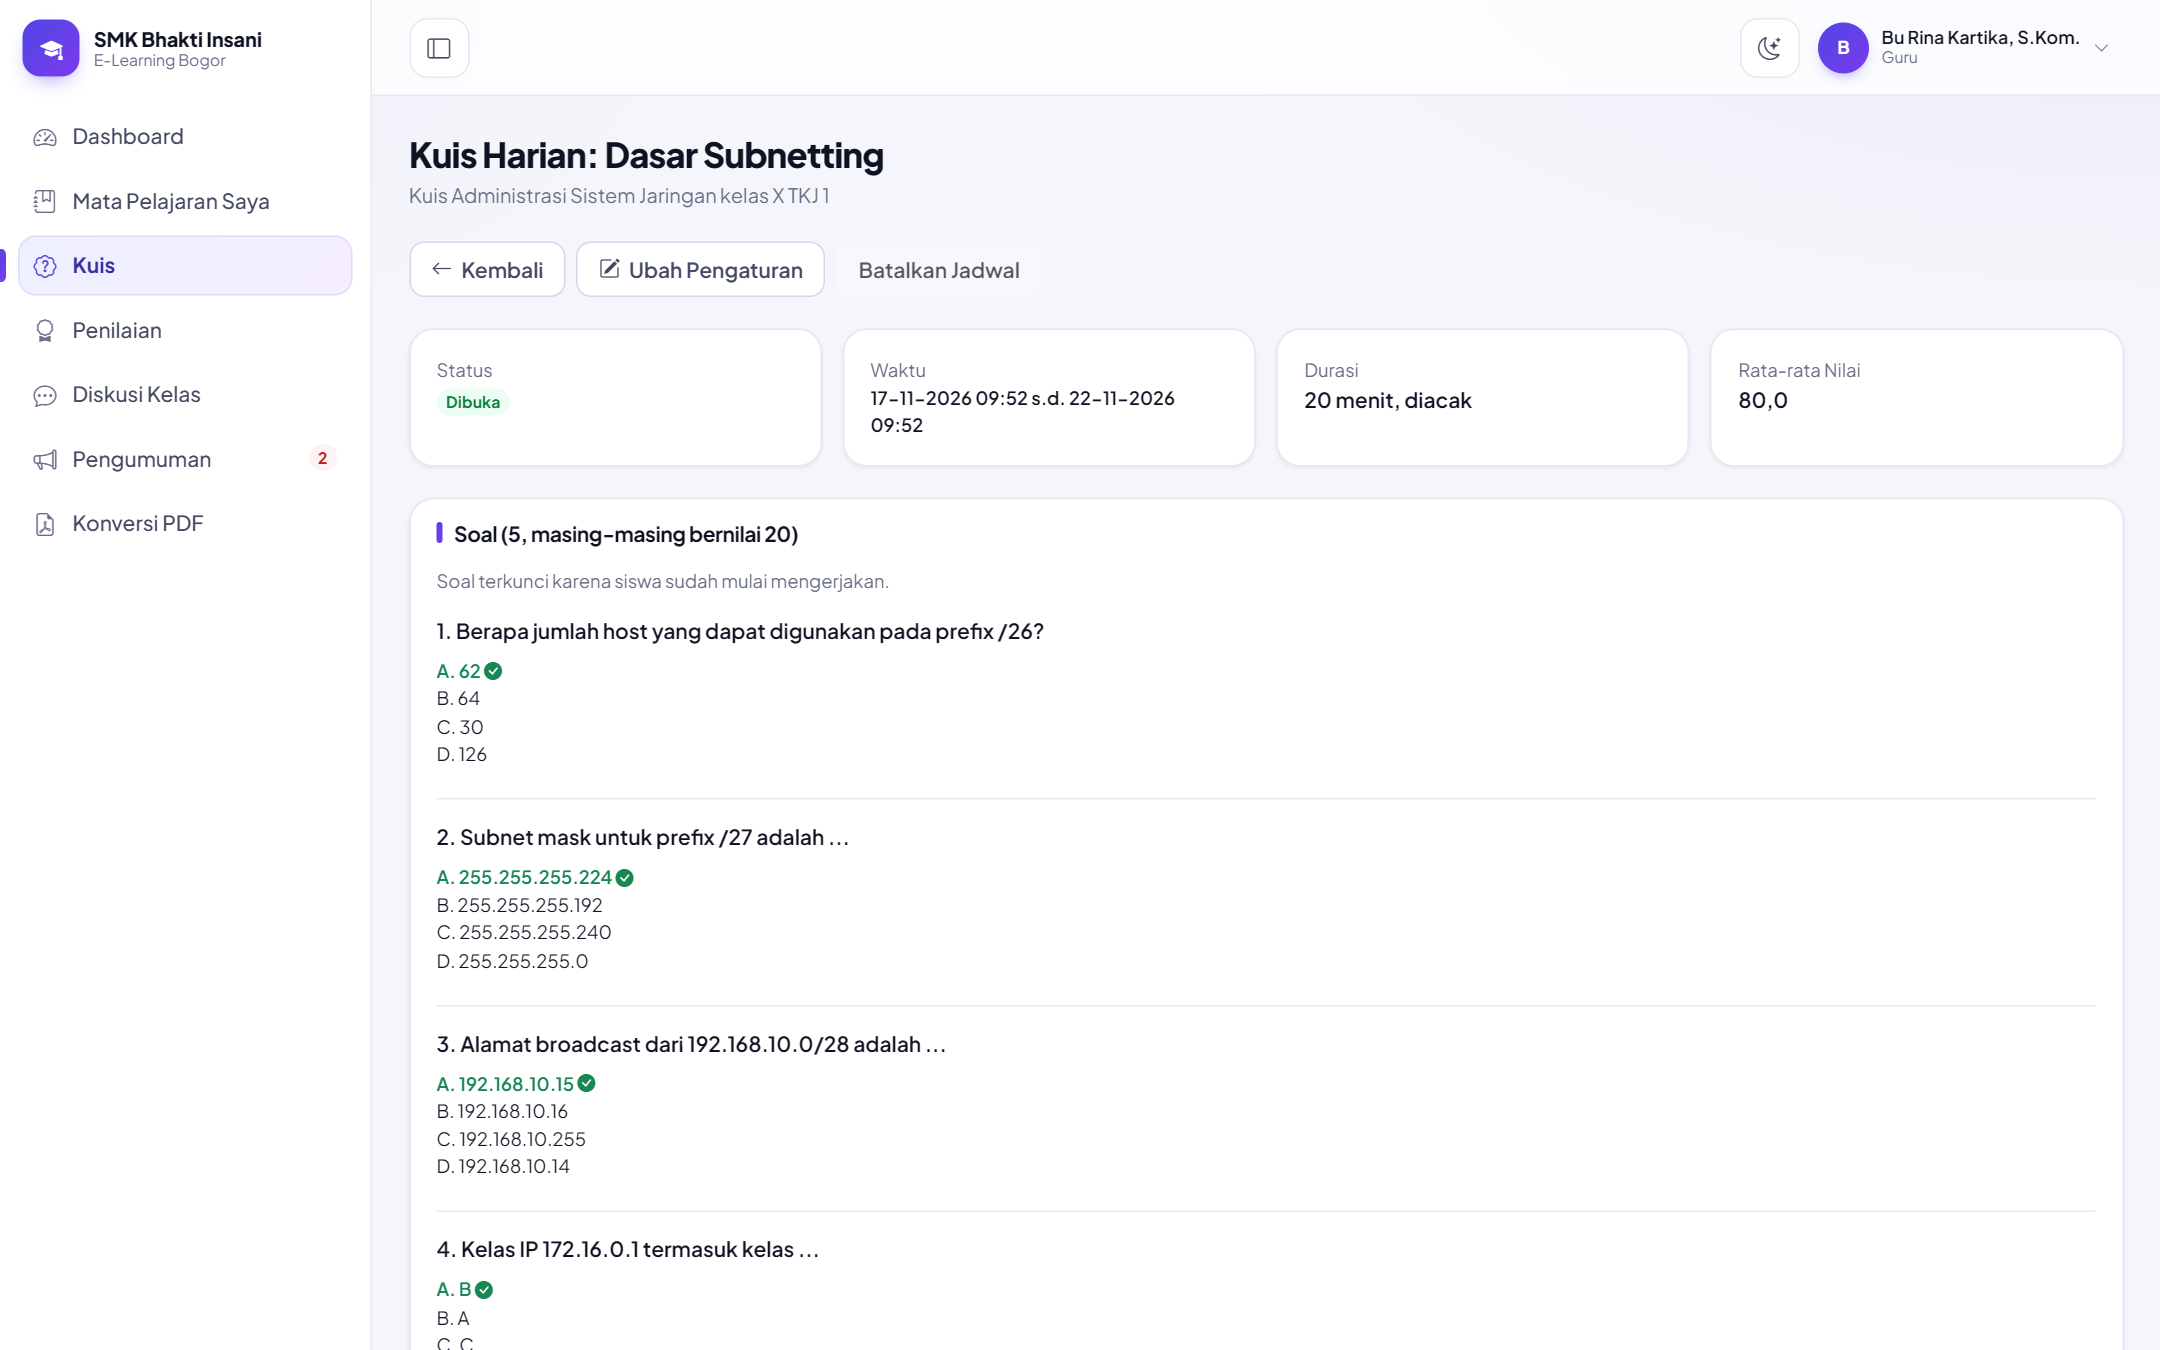 SMK Bhakti Insani
E-Learning Bogor
Dashboard
Mata Pelajaran Saya
Kuis
Penilaian
Diskusi Kelas
Pengumuman
2
Konversi PDF
B
Bu Rina Kartika, S.Kom.
Guru
Kuis Harian: Dasar Subnetting
Kuis Administrasi Sistem Jaringan kelas X TKJ 1
Kembali
Ubah Pengaturan
Batalkan Jadwal
Status
Dibuka
Waktu
17-11-2026 09:52 s.d. 22-11-2026
09:52
Durasi
20 menit, diacak
Rata-rata Nilai
80,0
Soal (5, masing-masing bernilai 20)
Soal terkunci karena siswa sudah mulai mengerjakan.
1. Berapa jumlah host yang dapat digunakan pada prefix /26?
A. 62
B. 64
C. 30
D. 126
2. Subnet mask untuk prefix /27 adalah ...
A. 255.255.255.224
B. 255.255.255.192
C. 255.255.255.240
D. 255.255.255.0
3. Alamat broadcast dari 192.168.10.0/28 adalah ...
A. 192.168.10.15
B. 192.168.10.16
C. 192.168.10.255
D. 192.168.10.14
4. Kelas IP 172.16.0.1 termasuk kelas ...
A. B
B. A
C. C